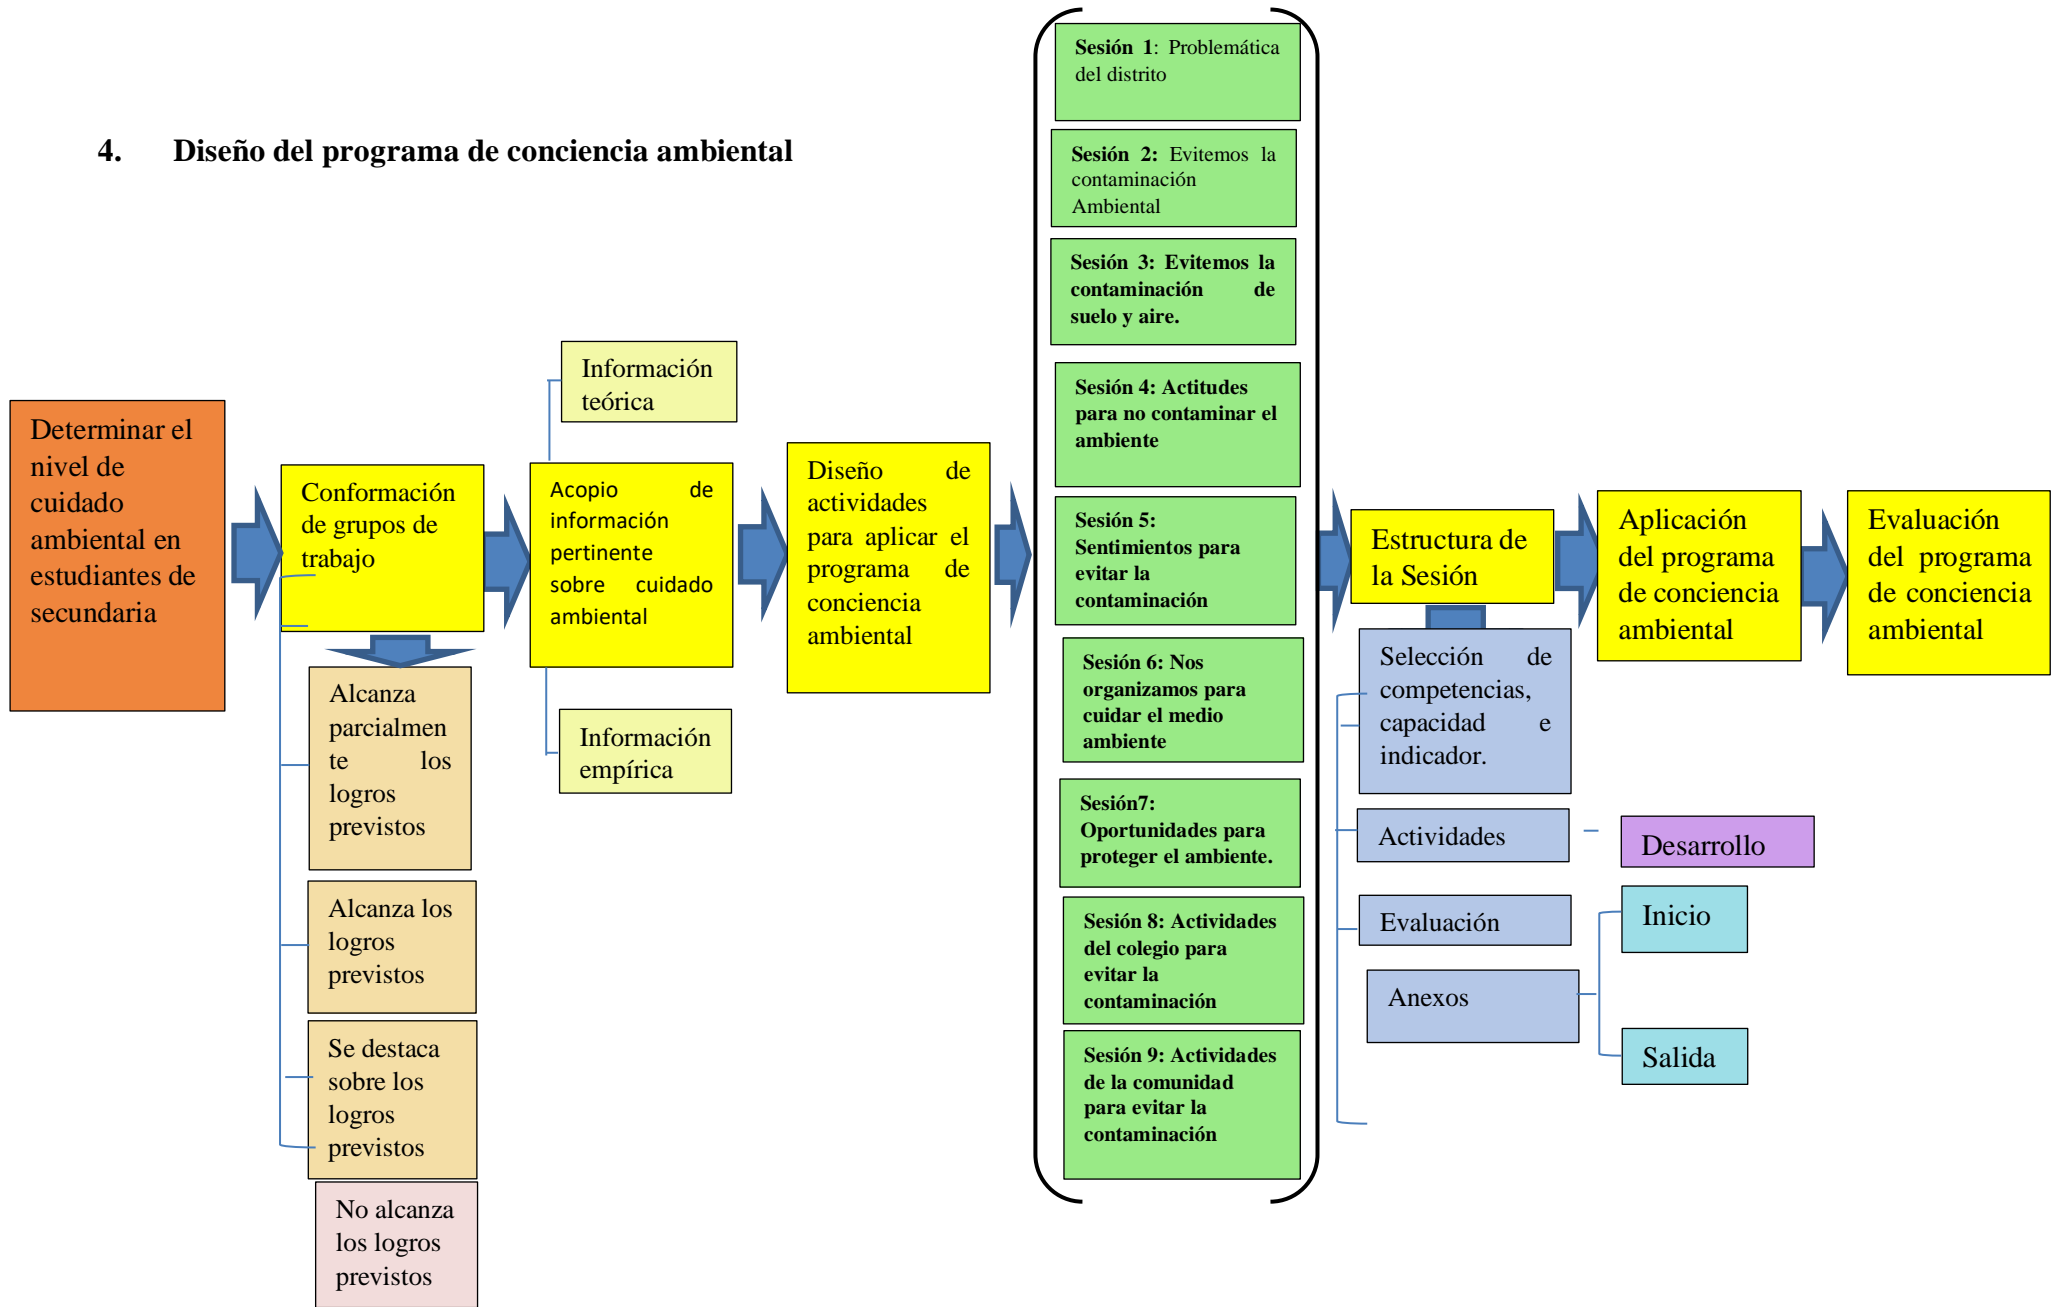 4. Diseño del programa de conciencia ambiental
Determinar el
nivel de
cuidado
ambiental en
estudiantes de
secundaria
Conformación
de grupos de
trabajo
Alcanza
parcialmen
te los
logros
previstos
Alcanza los
logros
previstos
Se destaca
sobre los
logros
previstos
No alcanza
los logros
previstos
Información
teórica
Acopio de
información
pertinente
sobre cuidado
ambiental
Información
empírica
Diseño de
actividades
para aplicar el
programa de
conciencia
ambiental
Sesión 1: Problemática
del distrito
Sesión 2: Evitemos la
contaminación
Ambiental
Sesión 3: Evitemos la
contaminación de
suelo y aire.
Sesión 4: Actitudes
para no contaminar el
ambiente
Sesión 5:
Sentimientos para
evitar la
contaminación
Sesión 6: Nos
organizamos para
cuidar el medio
ambiente
Sesión7:
Oportunidades para
proteger el ambiente.
Sesión 8: Actividades
del colegio para
evitar la
contaminación
Sesión 9: Actividades
de la comunidad
para evitar la
contaminación
Estructura de
la Sesión
Selección de
competencias,
capacidad e
indicador.
Actividades
Evaluación
Anexos
Desarrollo
Inicio
Salida
Aplicación
del programa
de conciencia
ambiental
Evaluación
del programa
de conciencia
ambiental